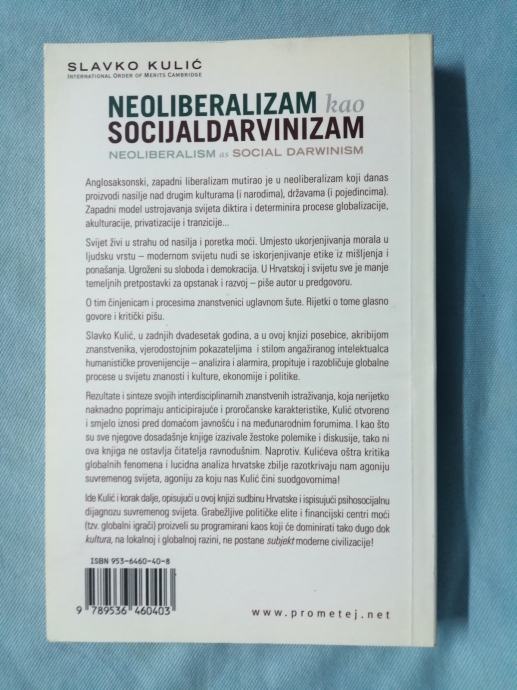 SLAVKO KULIĆ
INTERNATIONAL ORDER OF MERITS CAMBRIDGE
NEOLIBERALIZAM kao
SOCIJALDARVINIZAM
NEOLIBERALISM as SOCIAL DARWINISM
Anglosaksonski, zapadni liberalizam mutirao je u neoliberalizam koji danas
proizvodi nasilje nad drugim kulturama (i narodima), državama (i pojedincima).
Zapadni model ustrojavanja svijeta diktira i determinira procese globalizacije,
akulturacije, privatizacije i tranzicije...
Svijet živi u strahu od nasilja i poretka moći. Umjesto ukorjenjivanja morala u
ljudsku vrstu – modernom svijetu nudi se iskorjenjivanje etike iz mišljenja i
ponašanja. Ugroženi su sloboda i demokracija. U Hrvatskoj i svijetu sve je manje
temeljnih pretpostavki za opstanak i razvoj – piše autor u predgovoru.
O tim činjenicam i procesima znanstvenici uglavnom šute. Rijetki o tome glasno
govore i kritički pišu.
Slavko Kulić, u zadnjih dvadesetak godina, a u ovoj knjizi posebice, akribijom
znanstvenika, vjerodostojnim pokazateljima i stilom angažiranog intelektualca
humanističke provenijencije – analizira i alarmira, propituje i razobličuje globalne
procese u svijetu znanosti i kulture, ekonomije i politike.
Rezultate i sinteze svojih interdisciplinarnih znanstvenih istraživanja, koja nerijetko
naknadno poprimaju anticipirajuće i proročanske karakteristike, Kulić otvoreno
i smjelo iznosi pred domaćom javnošću i na međunarodnim forumima. I kao što
su sve njegove dosadašnje knjige izazivale žestoke polemike i diskusije, tako ni
ova knjiga ne ostavlja čitatelja ravnodušnim. Naprotiv. Kulićeva oštra kritika
globalnih fenomena i lucidna analiza hrvatske zbilje razotkrivaju nam agoniju
suvremenog svijeta, agoniju za koju nas Kulić čini suodgovornima!
Ide Kulić i korak dalje, opisujući u ovoj knjizi sudbinu Hrvatske i ispisujući psihosocijalnu
dijagnozu suvremenog svijeta. Grabežljive političke elite i financijski centri moći
(tzv. globalni igrači) proizveli su programirani kaos koji će dominirati tako dugo dok
kultura, na lokalnoj i globalnoj razini, ne postane subjekt moderne civilizacije!
ISBN 953-6460-40-8
9 789536 460403
www.prometej.net